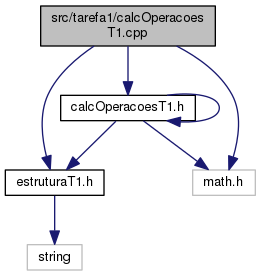 src/tarefa1/calcOperacoes
T1.cpp
calcOperacoesT1.h
estruturaT1.h
math.h
string